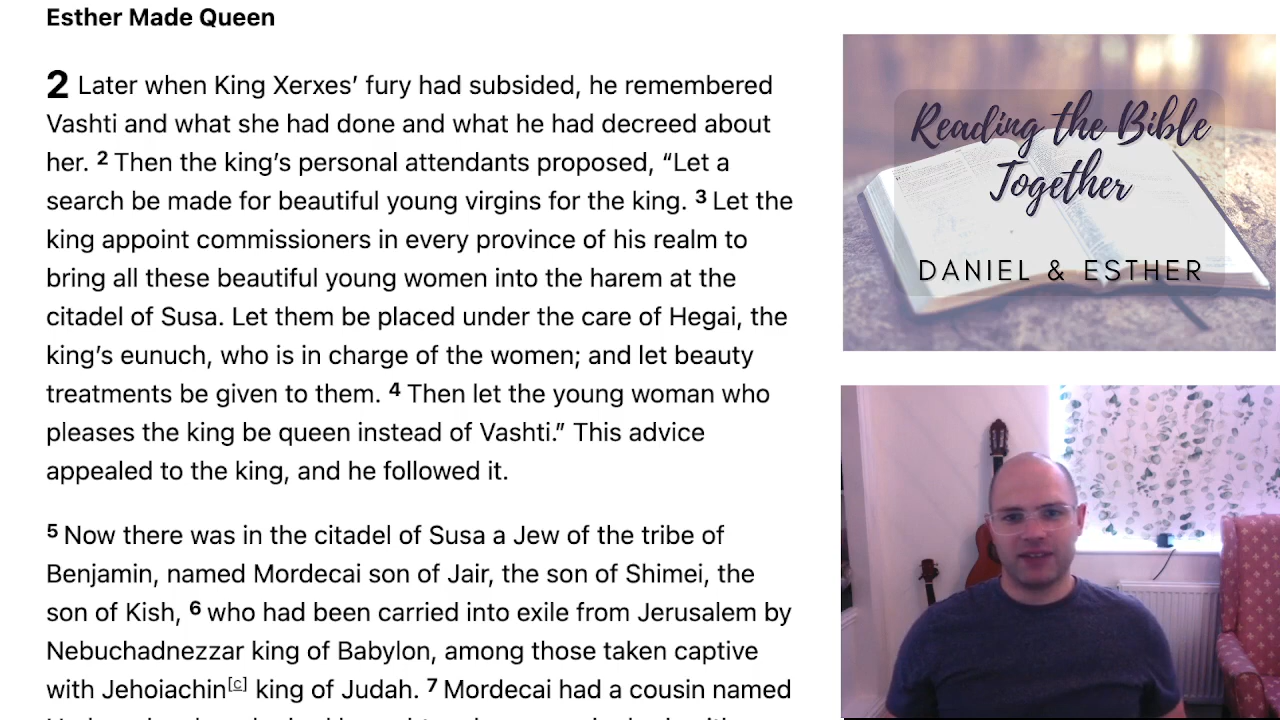 Esther Made Queen
2 Later when King Xerxes’ fury had subsided, he remembered
Vashti and what she had done and what he had decreed about
her. 2 Then the king’s personal attendants proposed, “Let a
search be made for beautiful young virgins for the king. 3 Let the
king appoint commissioners in every province of his realm to
bring all these beautiful young women into the harem at the
citadel of Susa. Let them be placed under the care of Hegai, the
king’s eunuch, who is in charge of the women; and let beauty
treatments be given to them. 4 Then let the young woman who
pleases the king be queen instead of Vashti.” This advice
appealed to the king, and he followed it.
5 Now there was in the citadel of Susa a Jew of the tribe of
Benjamin, named Mordecai son of Jair, the son of Shimei, the
son of Kish, 6 who had been carried into exile from Jerusalem by
Nebuchadnezzar king of Babylon, among those taken captive
with Jehoiachin[c] king of Judah. 7 Mordecai had a cousin named
Reading the Bible
Together
DANIEL & ESTHER